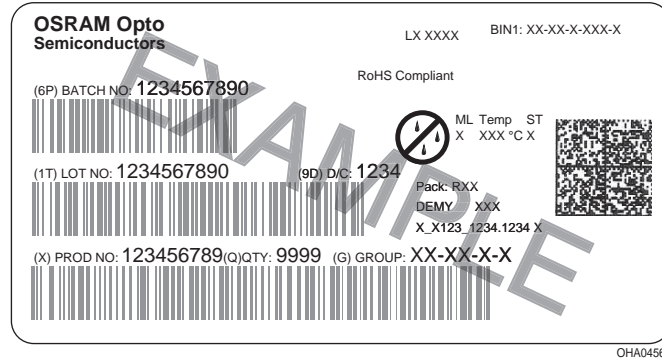 OSRAM Opto
Semiconductors
LX XXXX
BIN1: XX-XX-X-XXX-X
RoHS Compliant
(6P) BATCH NO: 1234567890
ML Temp ST
X XXX °C X
(1T) LOT NO: 1234567890 (9D) D/C: 1234
Pack: RXX
DEMY XXX
X_X123_1234.1234 X
(X) PROD NO: 123456789(Q)QTY: 9999 (G) GROUP: XX-XX-X-X
EXAMPLE